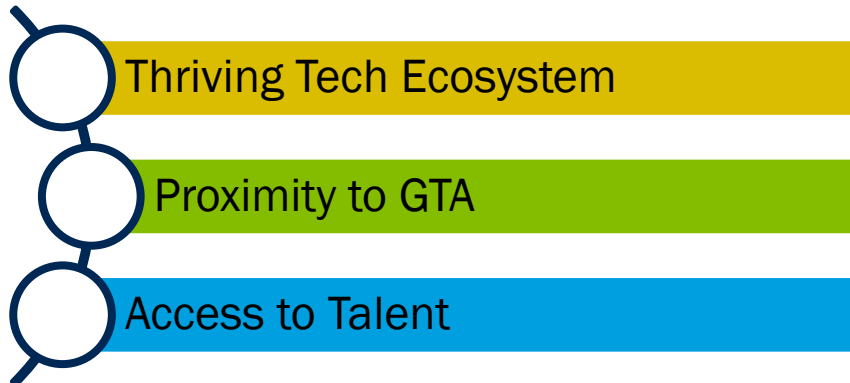 Thriving Tech Ecosystem
Proximity to GTA
Access to Talent